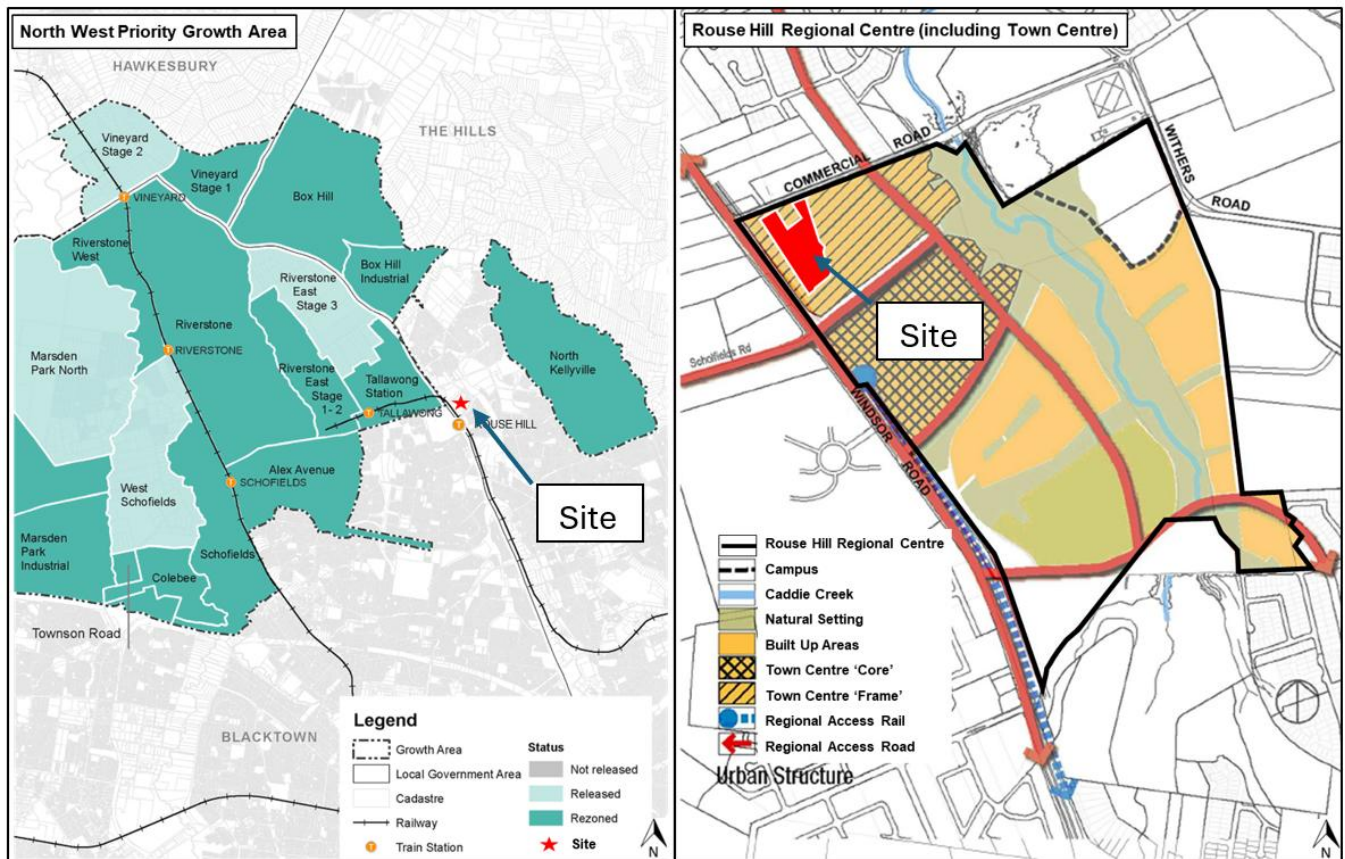 North West Priority Growth Area
HAWKESBURY
THE HILLS
Vineyard
Stage 2
Vineyard
Stage 1
Box Hill
T VINEYARD
Riverstone
West
Riverstone
East
Stage 3
Box Hill
Industrial
Riverstone
T RIVERSTONE
Marsden
Park North
Riverstone
East
Stage
1- 2
Tallawong
Station
T TALLAWONG
North
Kellyville
T ROUSE HILL
Site
Alex Avenue
T SCHOFIELDS
West
Schofields
Marsden
Park
Industrial
Schofields
Colebee
Townson Road
BLACKTOWN
Legend
Growth Area
Local Government Area
Cadastre
Railway
T Train Station
Status
Not released
Released
Rezoned
Site
N
Rouse Hill Regional Centre (including Town Centre)
COMMERCIAL ROAD
WITHERS
ROAD
Site
Schofields Rd
WINDSOR ROAD
Rouse Hill Regional Centre
Campus
Caddie Creek
Natural Setting
Built Up Areas
Town Centre ‘Core’
Town Centre ‘Frame’
Regional Access Rail
Regional Access Road
Urban Structure
N